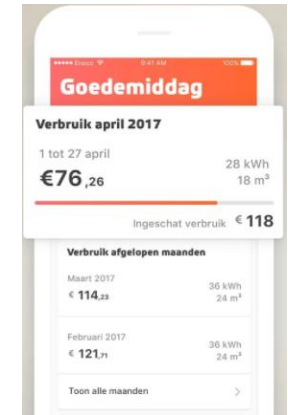 Eneco 9:41 AM 100%
Goedemiddag
Verbruik april 2017
1 tot 27 april
28 kWh
€76,26
18 m³
Ingeschat verbruik € 118
Verbruik afgelopen maanden
Maart 2017
36 kWh
€ 114,23
24 m³
Februari 2017
36 kWh
€ 121,71
24 m³
Toon alle maanden